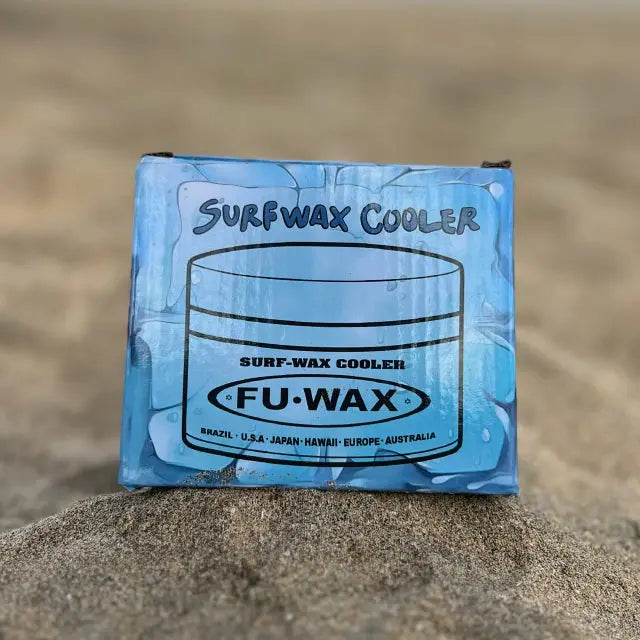 SURFWAX COOLER
SURF-WAX COOLER
FU·WAX
BRAZIL · U.S.A · JAPAN · HAWAII · EUROPE · AUSTRALIA